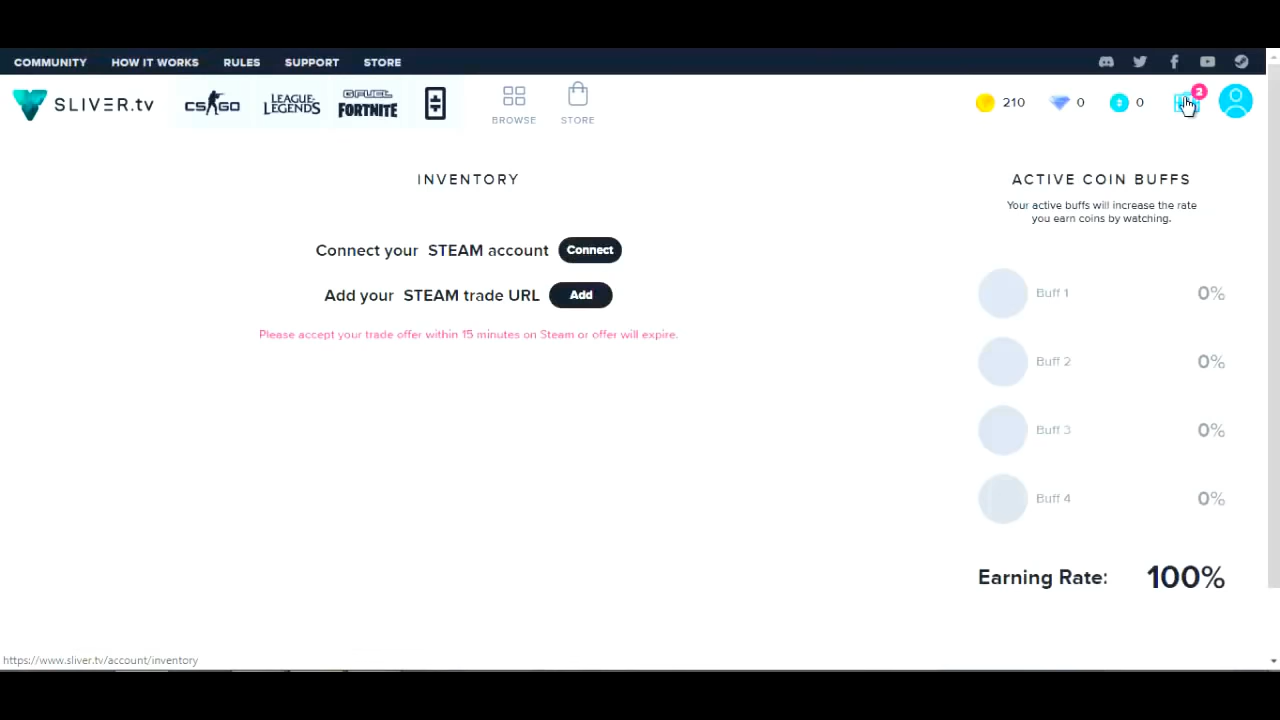 COMMUNITY HOW IT WORKS RULES SUPPORT STORE
SLIVER.tv CS GO LEAGUE OF LEGENDS G FUEL FORTNITE BROWSE STORE 210 0 0 2
INVENTORY
Connect your STEAM account Connect
Add your STEAM trade URL Add
Please accept your trade offer within 15 minutes on Steam or offer will expire.
ACTIVE COIN BUFFS
Your active buffs will increase the rate
you earn coins by watching.
Buff 1 0%
Buff 2 0%
Buff 3 0%
Buff 4 0%
Earning Rate: 100%
https://www.sliver.tv/account/inventory